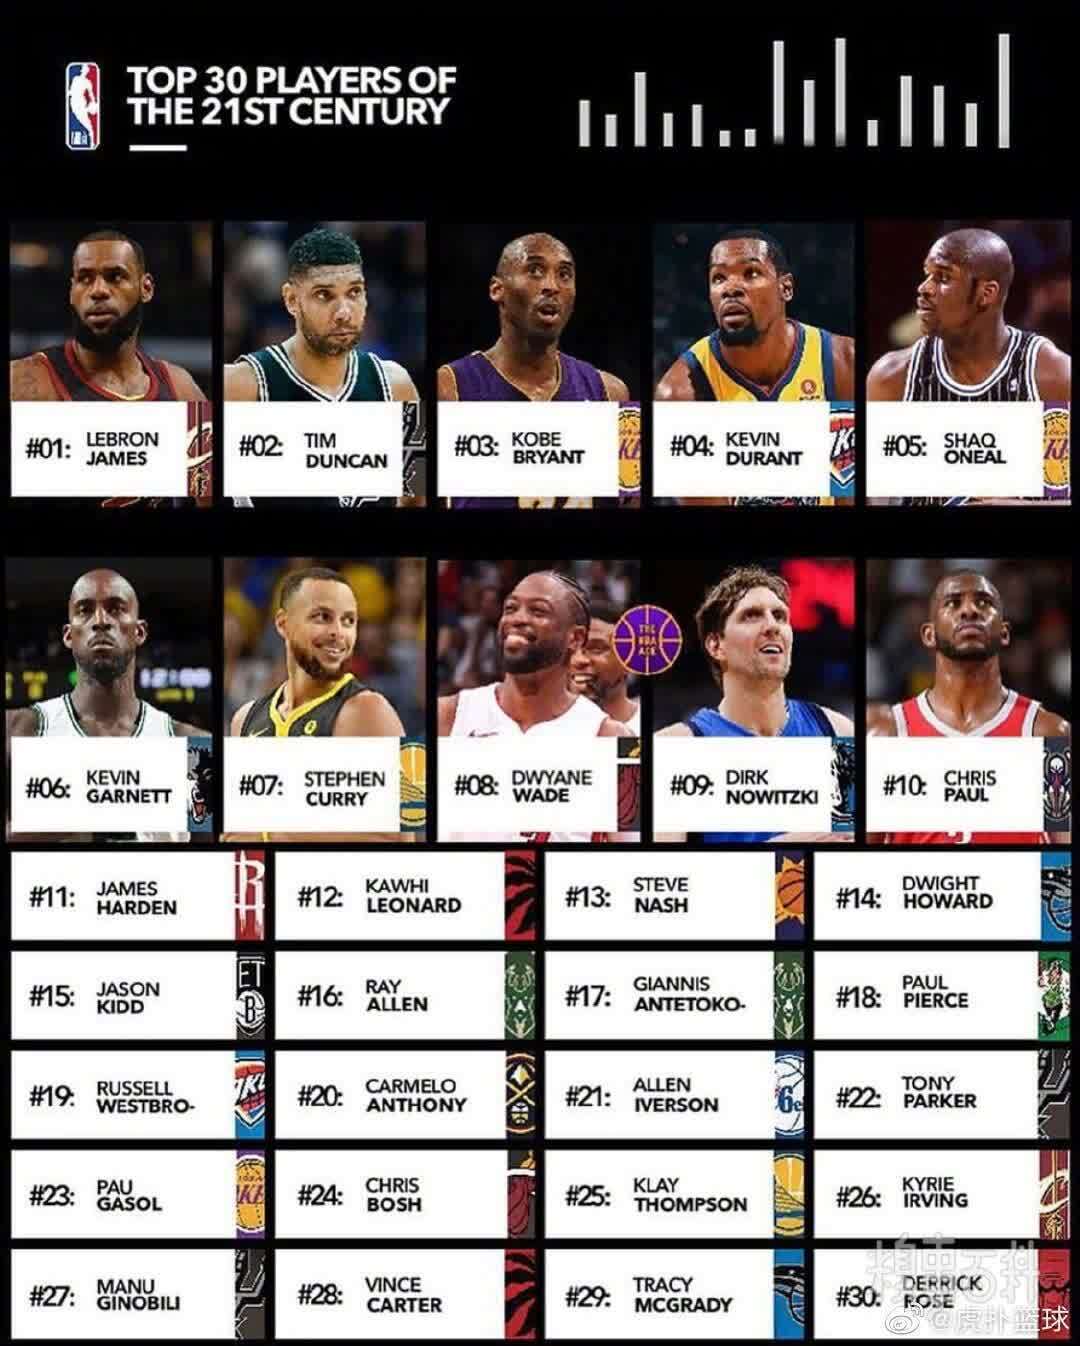 TOP 30 PLAYERS OF
THE 21ST CENTURY
#01: LEBRON
JAMES
#02: TIM
DUNCAN
#03: KOBE
BRYANT
#04: KEVIN
DURANT
#05: SHAQ
ONEAL
#06: KEVIN
GARNETT
#07: STEPHEN
CURRY
#08: DWYANE
WADE
THE
NBA
ACE
#09: DIRK
NOWITZKI
#10: CHRIS
PAUL
#11: JAMES
HARDEN
#12: KAWHI
LEONARD
#13: STEVE
NASH
#14: DWIGHT
HOWARD
#15: JASON
KIDD
#16: RAY
ALLEN
#17: GIANNIS
ANTETOKO-
#18: PAUL
PIERCE
#19: RUSSELL
WESTBRO-
#20: CARMELO
ANTHONY
#21: ALLEN
IVERSON
#22: TONY
PARKER
#23: PAU
GASOL
#24: CHRIS
BOSH
#25: KLAY
THOMPSON
#26: KYRIE
IRVING
#27: MANU
GINOBILI
#28: VINCE
CARTER
#29: TRACY
MCGRADY
#30: DERRICK
ROSE
@虎扑篮球